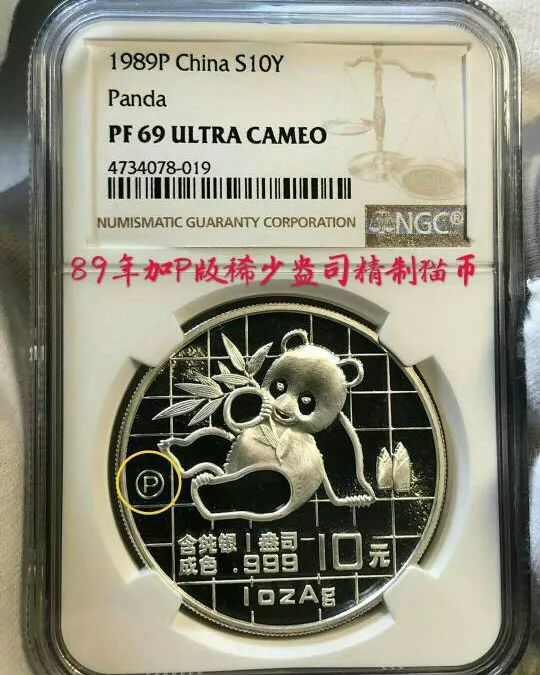 1989P China S10Y
Panda
PF 69 ULTRA CAMEO
4734078-019
NUMISMATIC GUARANTY CORPORATION
NGC®
89年加P版稀少盎司精制猫币
P
含纯银1盎司 10元
成色 .999
1ozAg